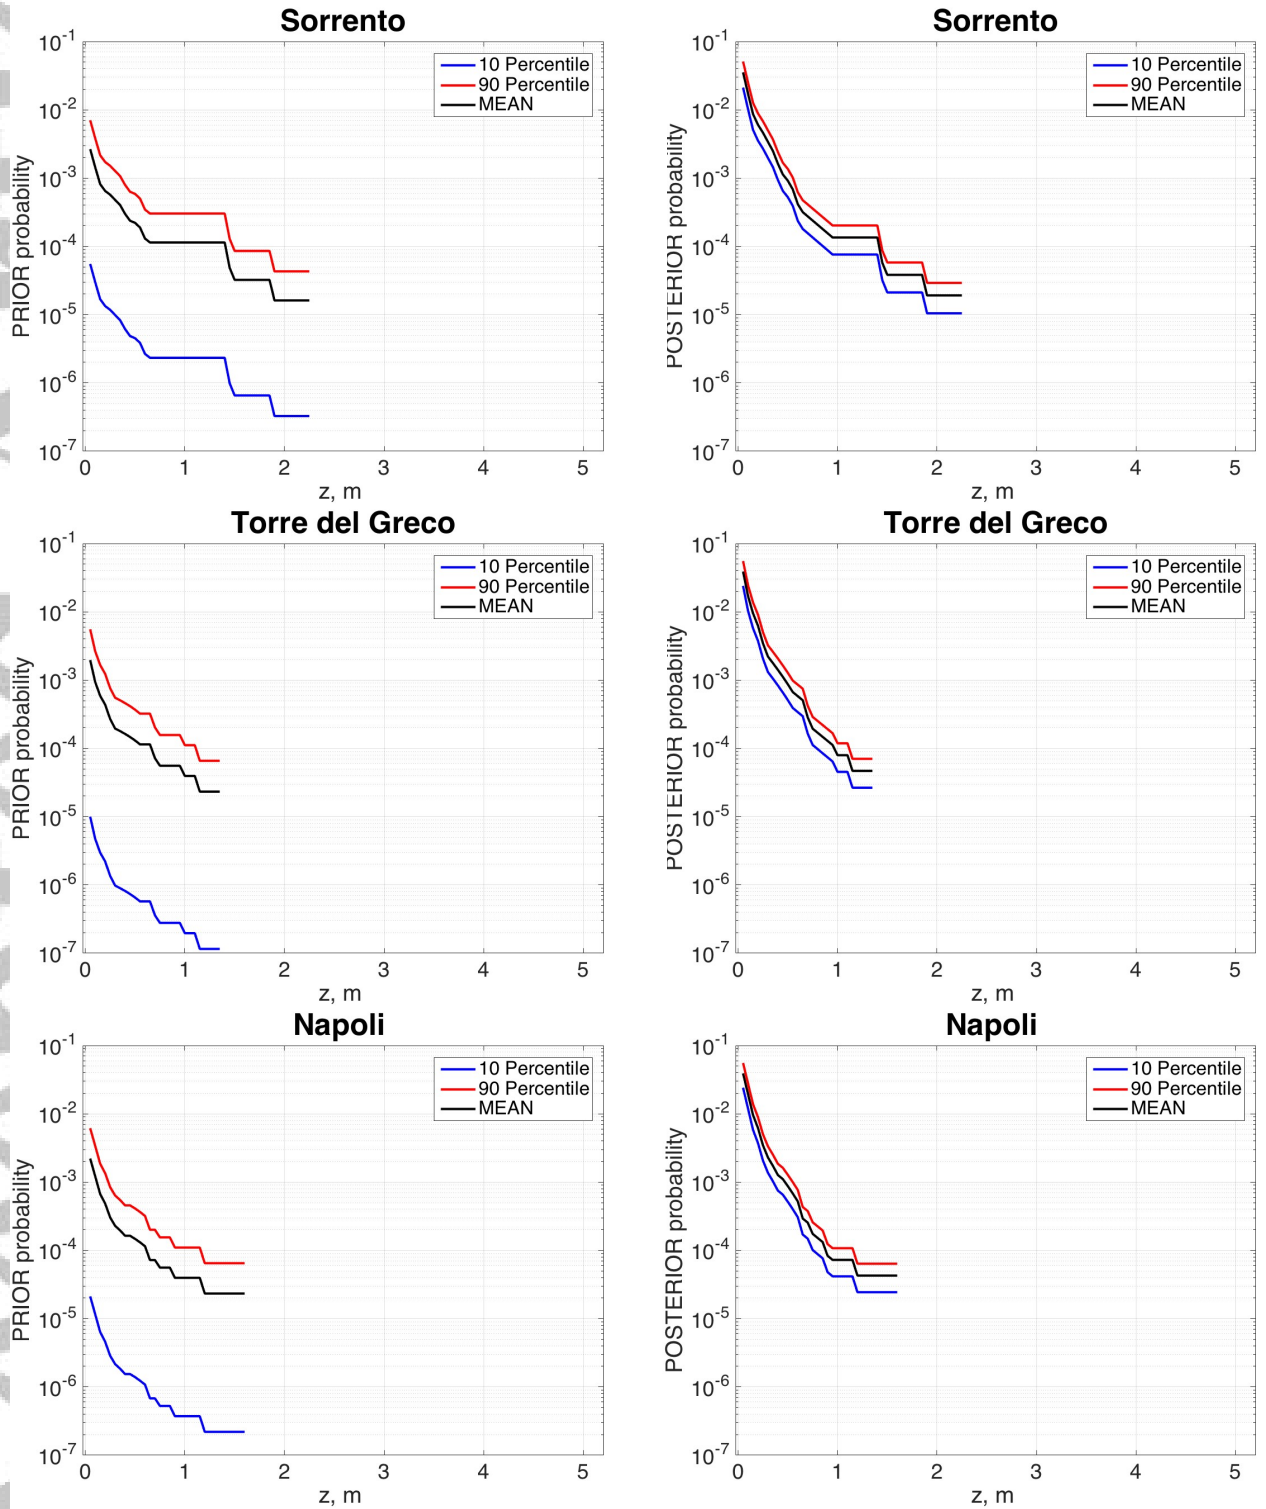 Sorrento
10^-1
10^-2
10^-3
10^-4
10^-5
10^-6
10^-7
PRIOR probability
10 Percentile
90 Percentile
MEAN
0 1 2 3 4 5
z, m
Sorrento
10^-1
10^-2
10^-3
10^-4
10^-5
10^-6
10^-7
POSTERIOR probability
10 Percentile
90 Percentile
MEAN
0 1 2 3 4 5
z, m
Torre del Greco
10^-1
10^-2
10^-3
10^-4
10^-5
10^-6
10^-7
PRIOR probability
10 Percentile
90 Percentile
MEAN
0 1 2 3 4 5
z, m
Torre del Greco
10^-1
10^-2
10^-3
10^-4
10^-5
10^-6
10^-7
POSTERIOR probability
10 Percentile
90 Percentile
MEAN
0 1 2 3 4 5
z, m
Napoli
10^-1
10^-2
10^-3
10^-4
10^-5
10^-6
10^-7
PRIOR probability
10 Percentile
90 Percentile
MEAN
0 1 2 3 4 5
z, m
Napoli
10^-1
10^-2
10^-3
10^-4
10^-5
10^-6
10^-7
POSTERIOR probability
10 Percentile
90 Percentile
MEAN
0 1 2 3 4 5
z, m